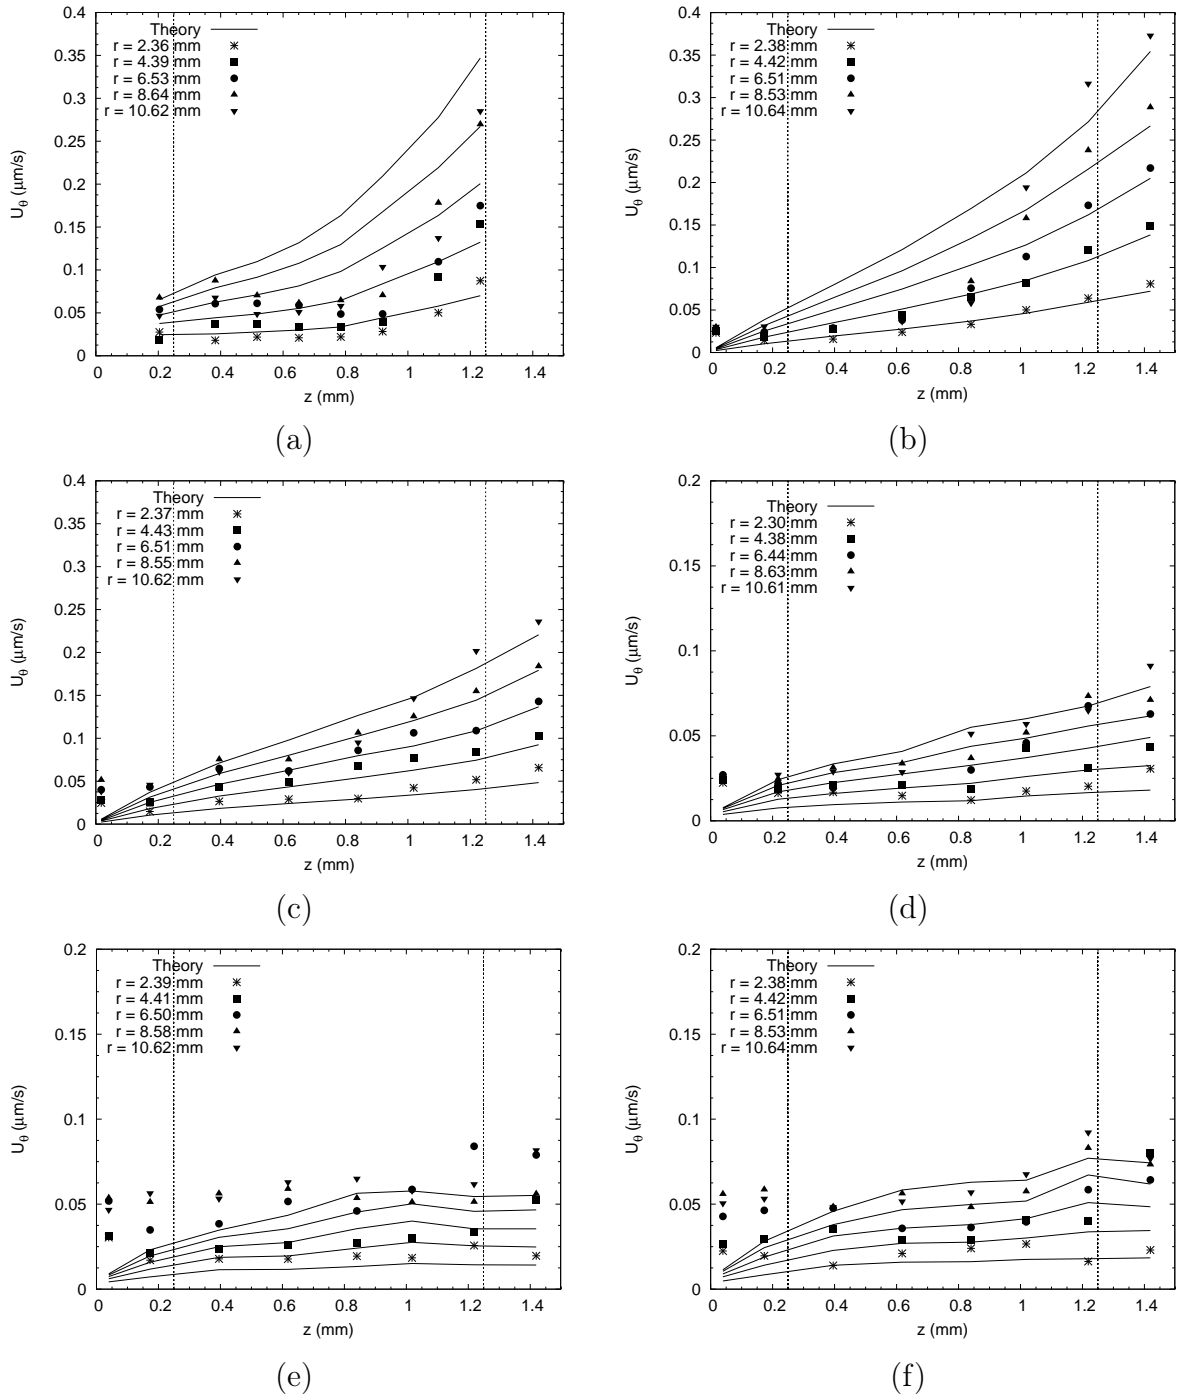 0.4
0.35
0.3
0.25
0.2
0.15
0.1
0.05
0
U_θ (μm/s)
Theory
r = 2.36 mm
r = 4.39 mm
r = 6.53 mm
r = 8.64 mm
r = 10.62 mm
0 0.2 0.4 0.6 0.8 1 1.2 1.4
z (mm)
(a)
0.4
0.35
0.3
0.25
0.2
0.15
0.1
0.05
0
U_θ (μm/s)
Theory
r = 2.38 mm
r = 4.42 mm
r = 6.51 mm
r = 8.53 mm
r = 10.64 mm
0 0.2 0.4 0.6 0.8 1 1.2 1.4
z (mm)
(b)
0.4
0.35
0.3
0.25
0.2
0.15
0.1
0.05
0
U_θ (μm/s)
Theory
r = 2.37 mm
r = 4.43 mm
r = 6.51 mm
r = 8.55 mm
r = 10.62 mm
0 0.2 0.4 0.6 0.8 1 1.2 1.4
z (mm)
(c)
0.2
0.15
0.1
0.05
0
U_θ (μm/s)
Theory
r = 2.30 mm
r = 4.38 mm
r = 6.44 mm
r = 8.63 mm
r = 10.61 mm
0 0.2 0.4 0.6 0.8 1 1.2 1.4
z (mm)
(d)
0.2
0.15
0.1
0.05
0
U_θ (μm/s)
Theory
r = 2.39 mm
r = 4.41 mm
r = 6.50 mm
r = 8.58 mm
r = 10.62 mm
0 0.2 0.4 0.6 0.8 1 1.2 1.4
z (mm)
(e)
0.2
0.15
0.1
0.05
0
U_θ (μm/s)
Theory
r = 2.38 mm
r = 4.42 mm
r = 6.51 mm
r = 8.53 mm
r = 10.64 mm
0 0.2 0.4 0.6 0.8 1 1.2 1.4
z (mm)
(f)